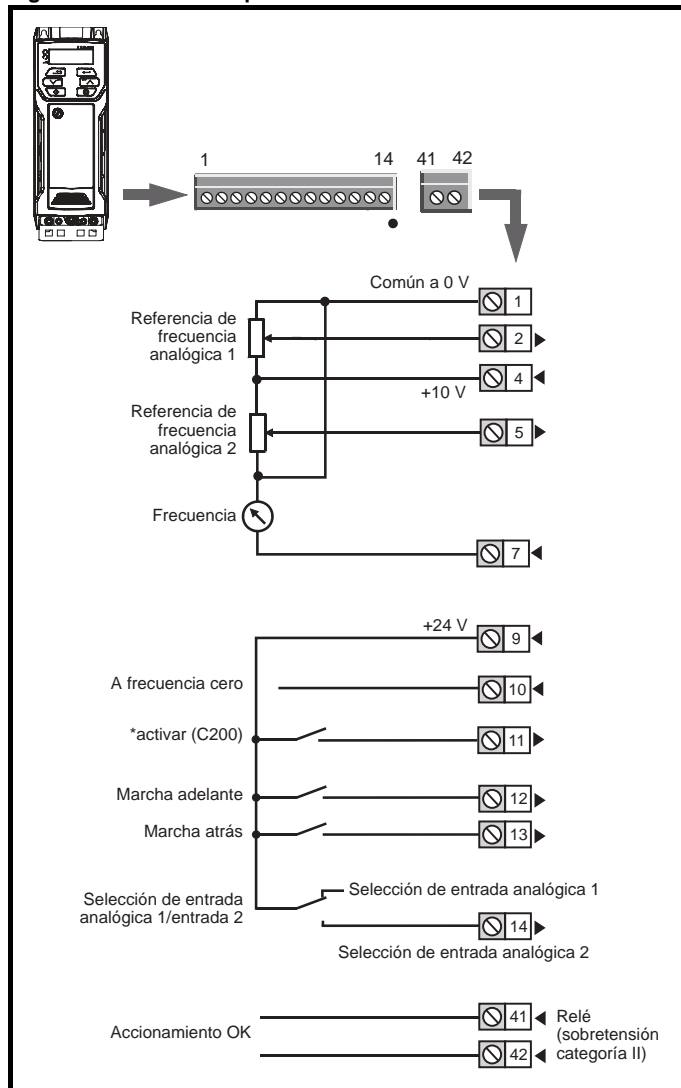 1 14 41 42
Común a 0 V
1
Referencia de
frecuencia
analógica 1
2
4
+10 V
Referencia de
frecuencia
analógica 2
5
Frecuencia
7
+24 V
9
A frecuencia cero
10
*activar (C200)
11
Marcha adelante
12
Marcha atrás
13
Selección de entrada
analógica 1/entrada 2
Selección de entrada analógica 1
14
Selección de entrada analógica 2
Accionamiento OK
41
42
Relé
(sobretensión
categoría II)